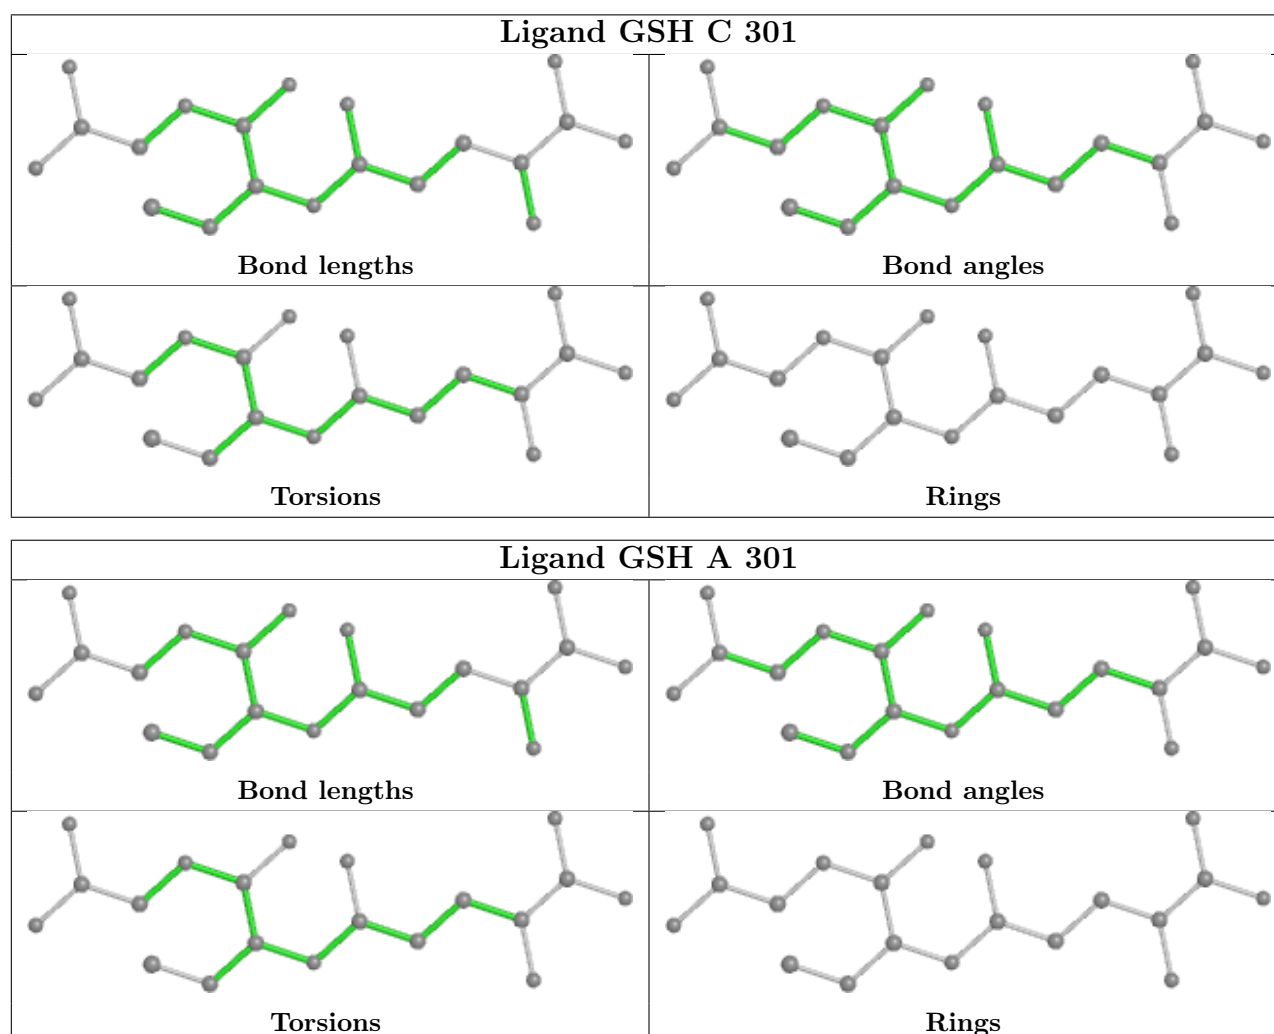 Ligand GSH C 301
Bond lengths
Bond angles
Torsions
Rings
Ligand GSH A 301
Bond lengths
Bond angles
Torsions
Rings